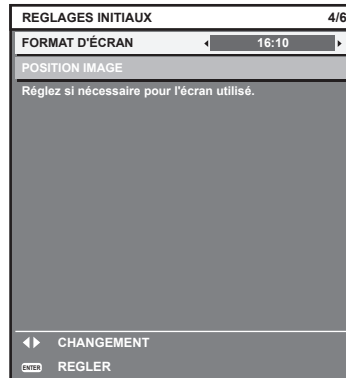 REGLAGES INITIAUX 4/6
FORMAT D'ÉCRAN 16:10
POSITION IMAGE
Réglez si nécessaire pour l'écran utilisé.
CHANGEMENT
ENTER REGLER